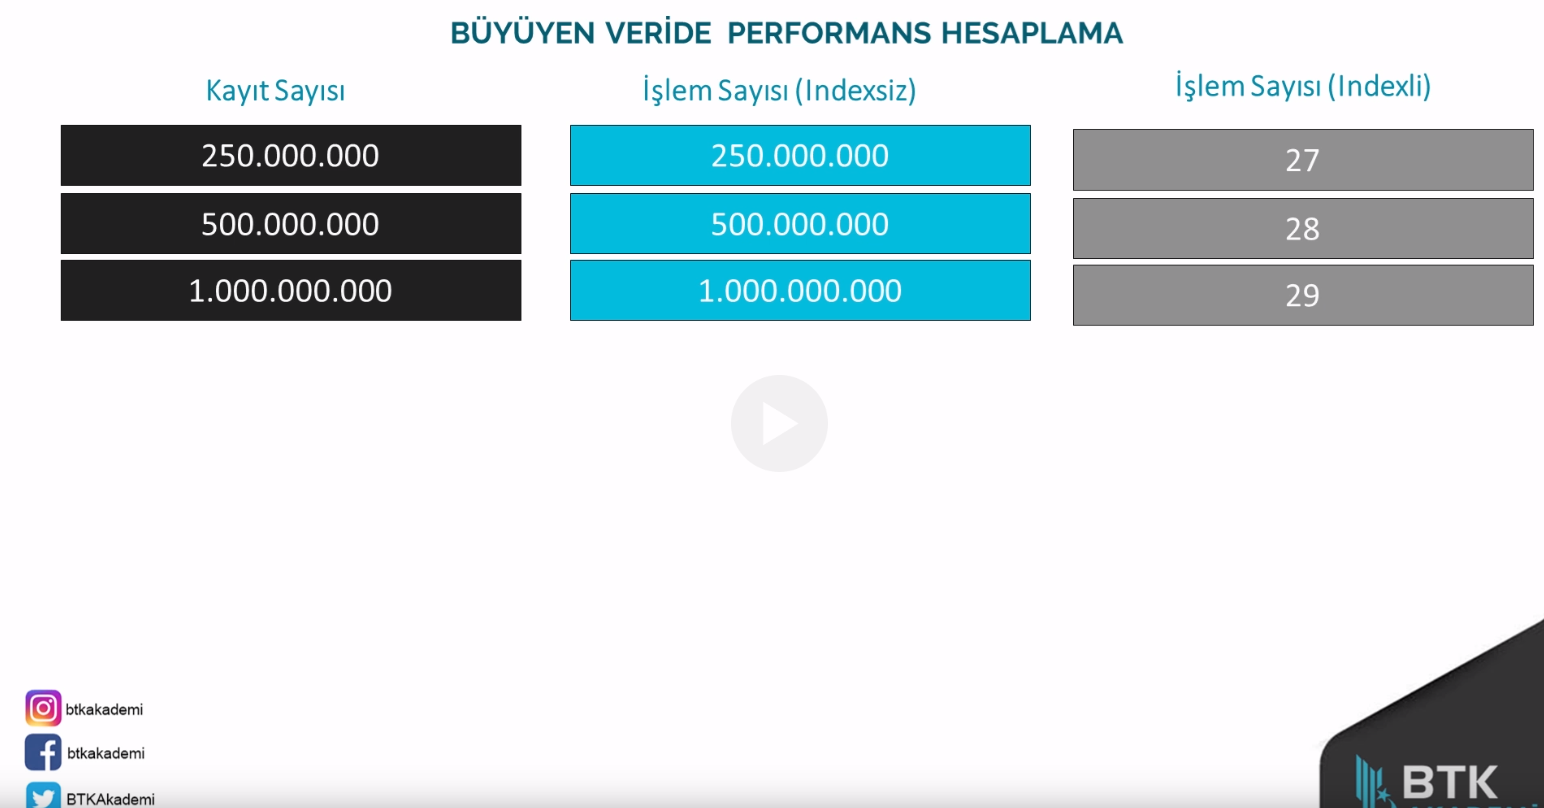 BÜYÜYEN VERİDE PERFORMANS HESAPLAMA
Kayıt Sayısı
İşlem Sayısı (Indexsiz)
İşlem Sayısı (Indexli)
250.000.000
250.000.000
27
500.000.000
500.000.000
28
1.000.000.000
1.000.000.000
29
btkakademi
btkakademi
BTKAkademi
BTK